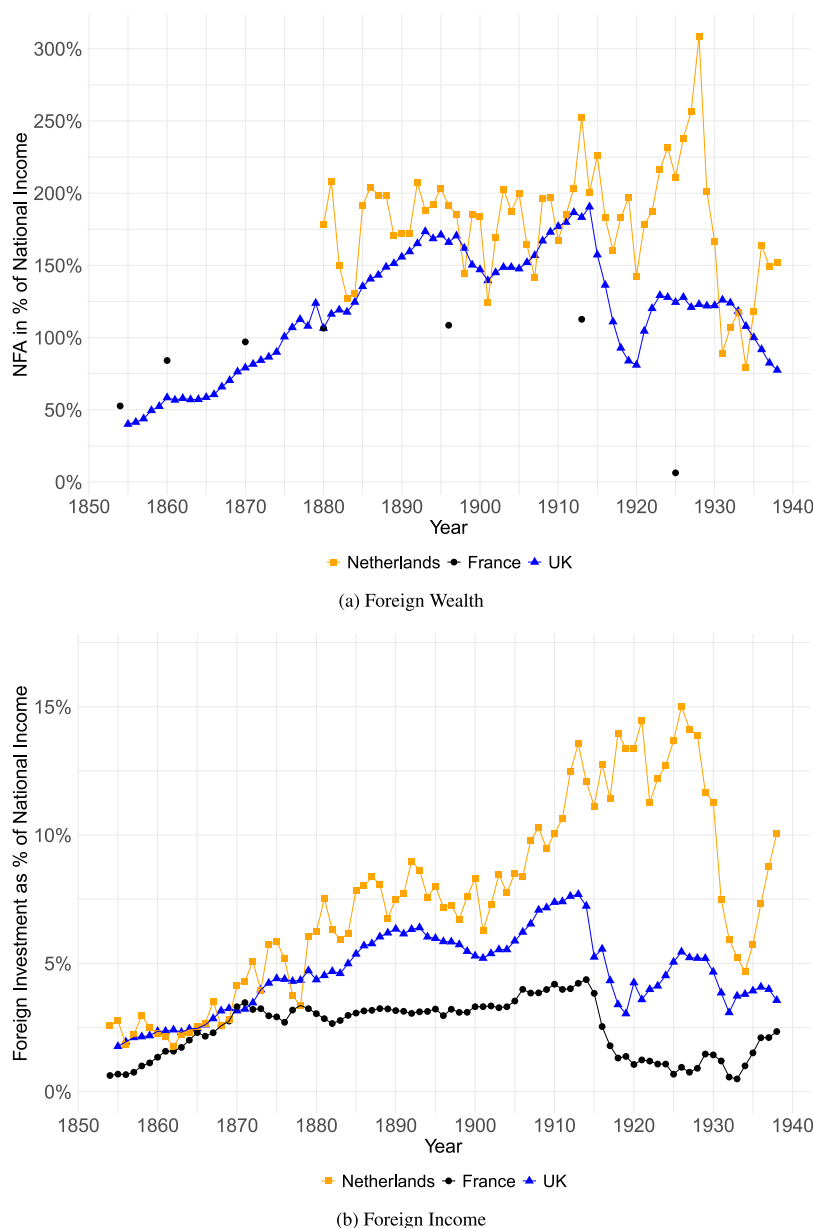 NFA in % of National Income
300%
250%
200%
150%
100%
50%
0%
1850 1860 1870 1880 1890 1900 1910 1920 1930 1940
Year
Netherlands France UK
(a) Foreign Wealth
Foreign Investment as % of National Income
15%
10%
5%
0%
1850 1860 1870 1880 1890 1900 1910 1920 1930 1940
Year
Netherlands France UK
(b) Foreign Income